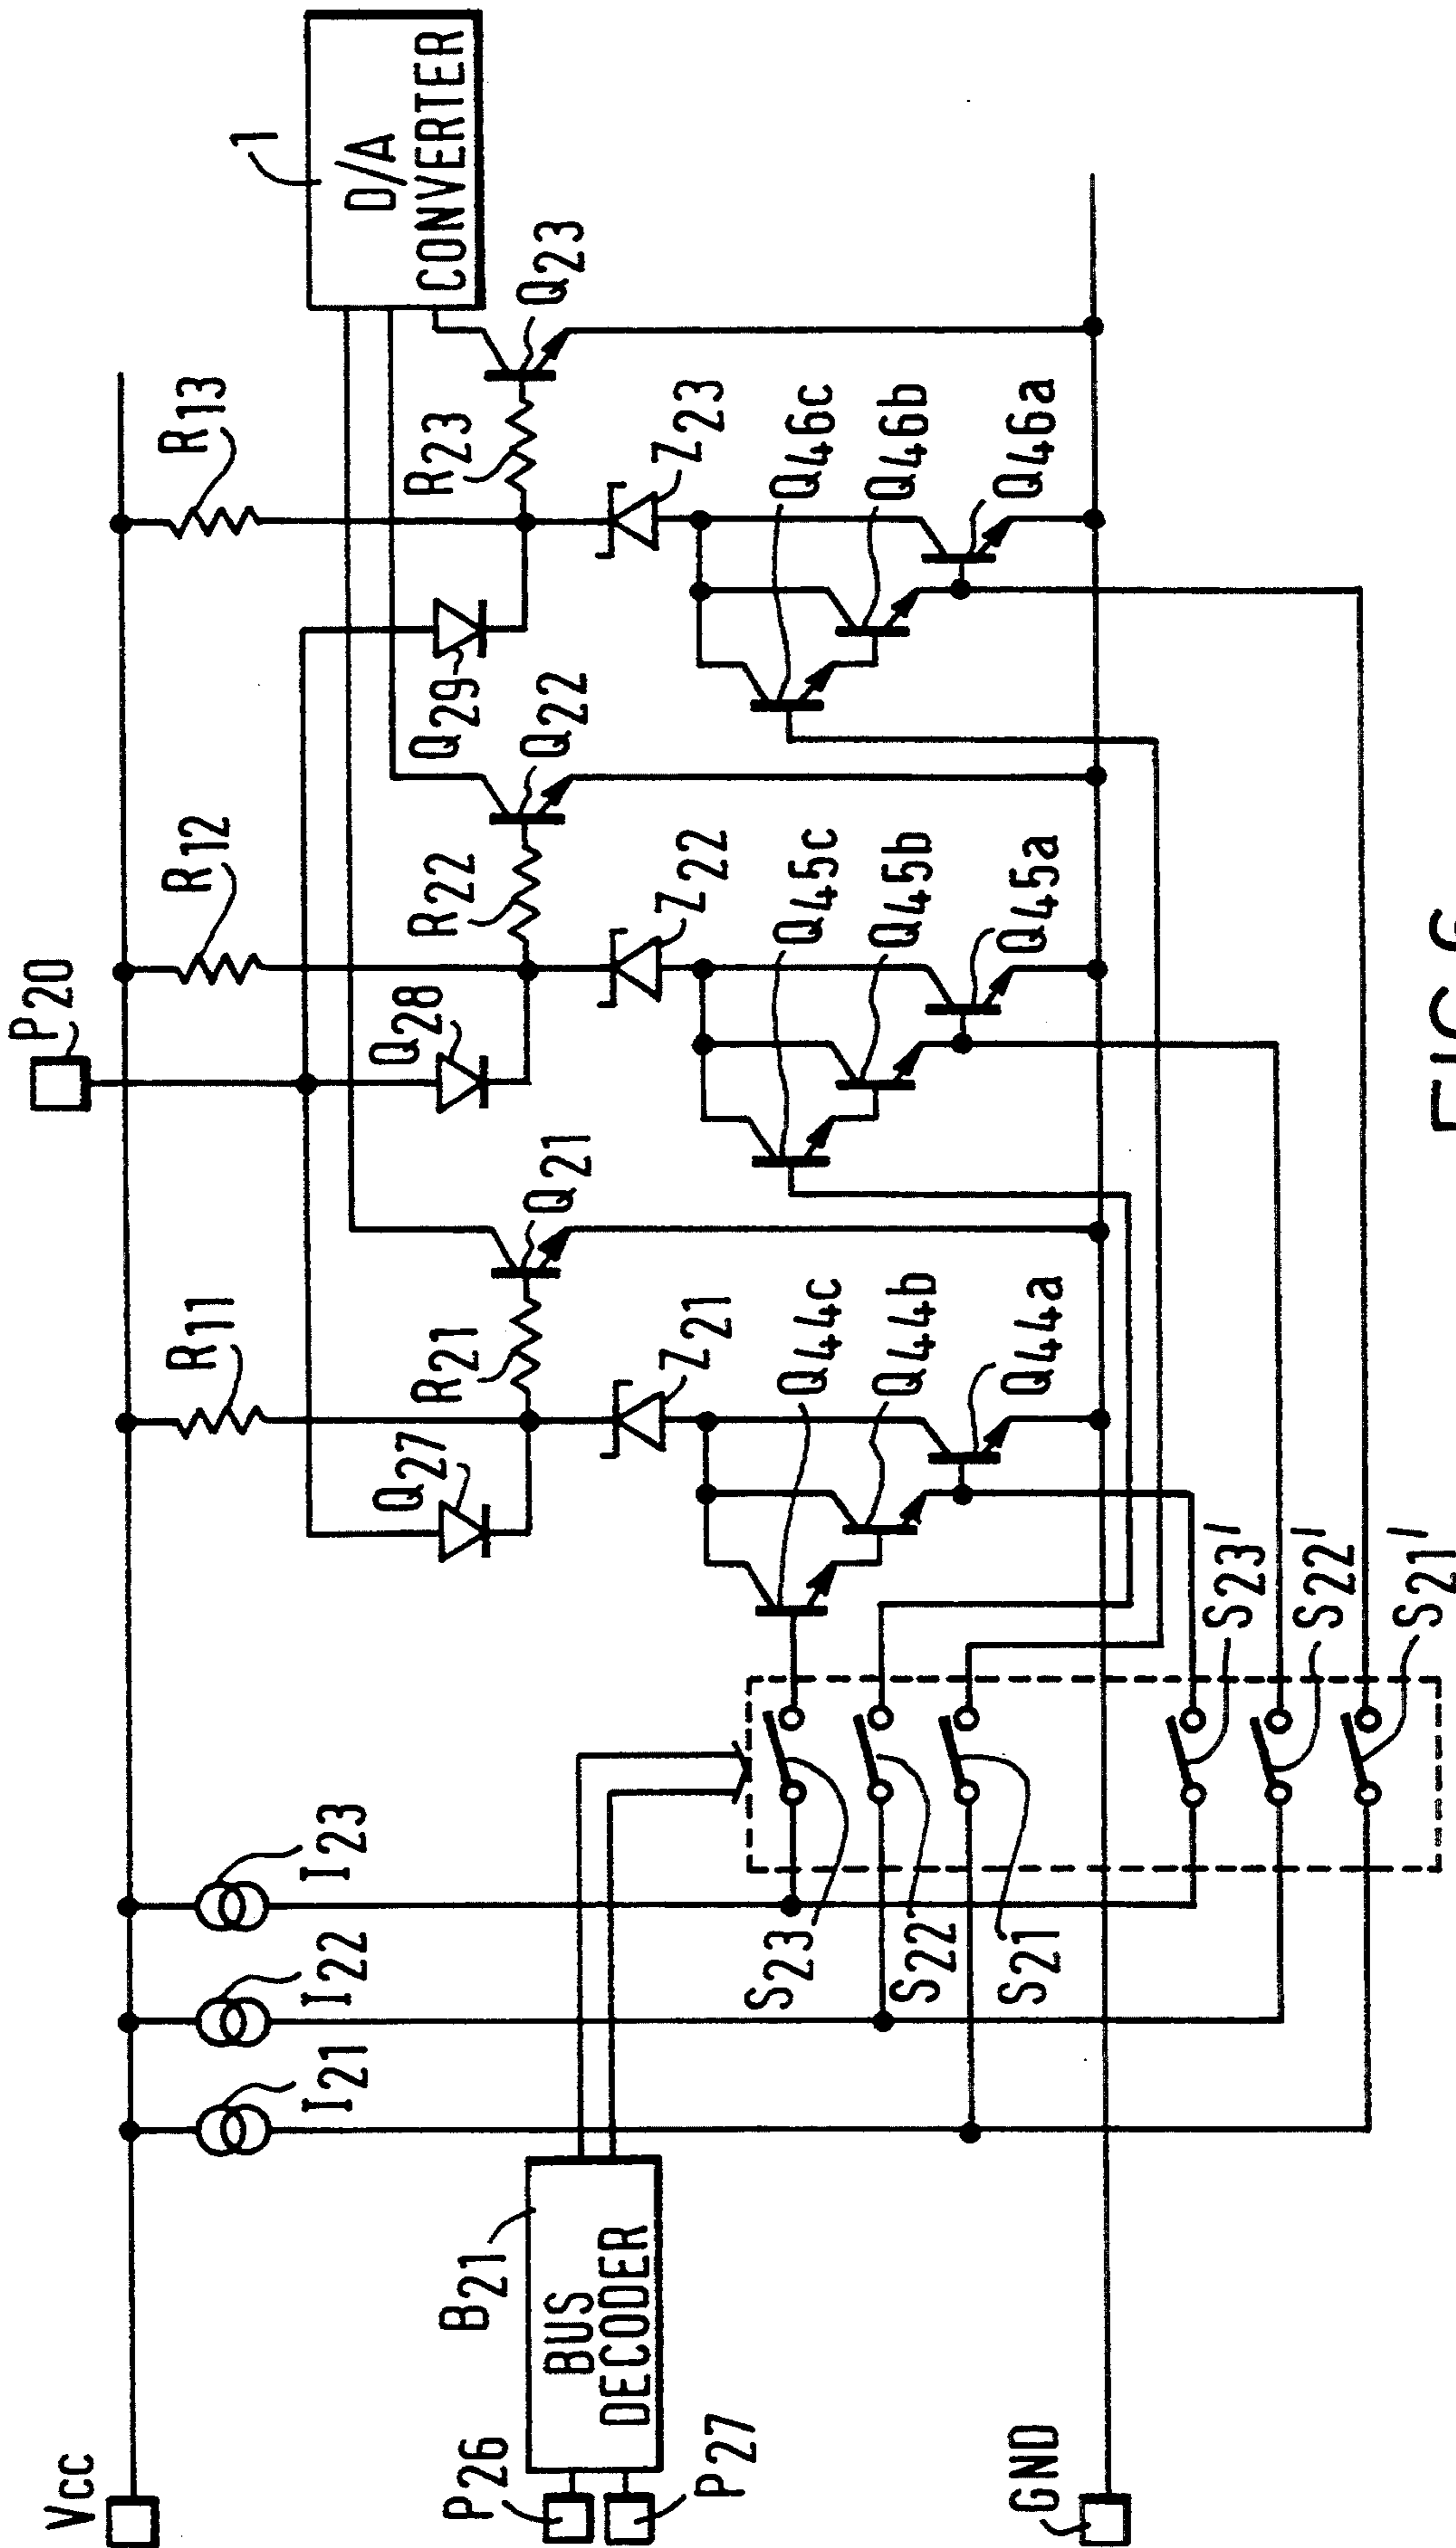 Vcc
P26
P27
GND
B21
BUS
DECODER
I21
I22
I23
S23
S22
S21
S23'
S22'
S21'
R11
Q27
R21
Q21
Z21
Q44c
Q44b
Q44a
P20
R12
Q28
R22
Q22
Z22
Q45c
Q45b
Q45a
R13
Q29
R23
Q23
Z23
Q46c
Q46b
Q46a
1
D/A
CONVERTER